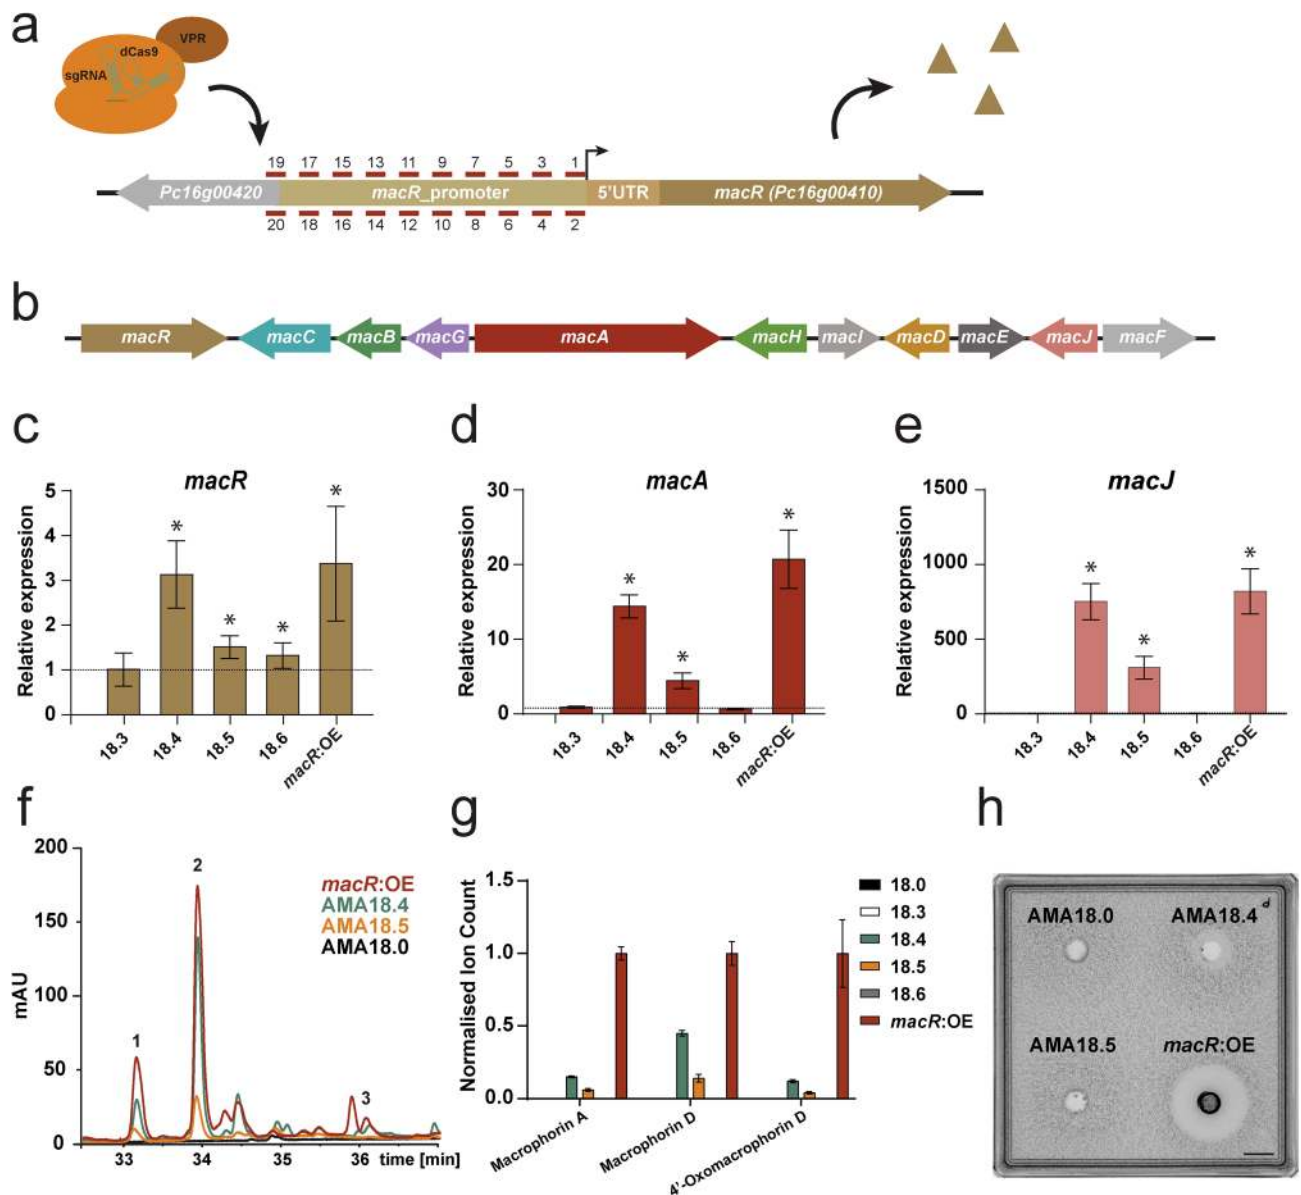 a
VPR
dCas9
sgRNA
19 17 15 13 11 9 7 5 3 1
Pc16g00420 macR_promoter 5'UTR macR (Pc16g00410)
20 18 16 14 12 10 8 6 4 2
b
macR macC macB macG macA macH macI macD macE macJ macF
c
macR
Relative expression
5
4
3
2
1
0
* * * *
18.3 18.4 18.5 18.6 macR:OE
d
macA
Relative expression
30
20
10
0
* * *
18.3 18.4 18.5 18.6 macR:OE
e
macJ
Relative expression
1500
1000
500
0
* * *
18.3 18.4 18.5 18.6 macR:OE
f
mAU
200
150
100
50
0
1
2
3
macR:OE
AMA18.4
AMA18.5
AMA18.0
33 34 35 36 time [min]
g
Normalised Ion Count
1.5
1.0
0.5
0.0
Macrophorin A
Macrophorin D
4'-Oxomacrophorin D
18.0
18.3
18.4
18.5
18.6
macR:OE
h
AMA18.0 AMA18.4
AMA18.5 macR:OE